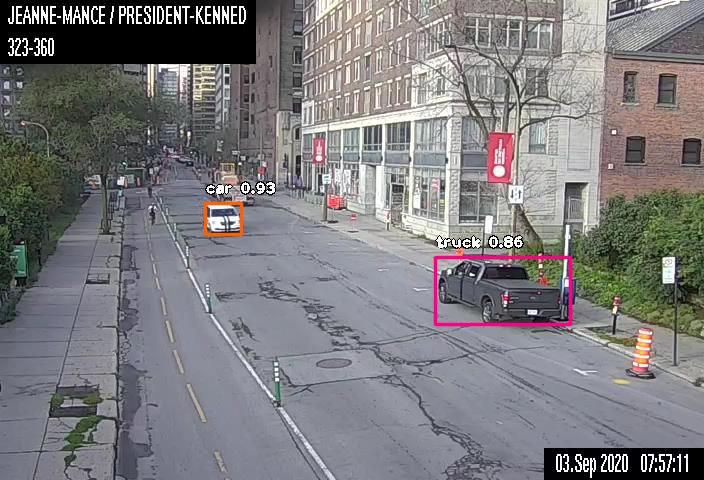 JEANNE-MANCE / PRESIDENT-KENNED
323-360
car 0.93
truck 0.86
03.Sep 2020 07:57:11